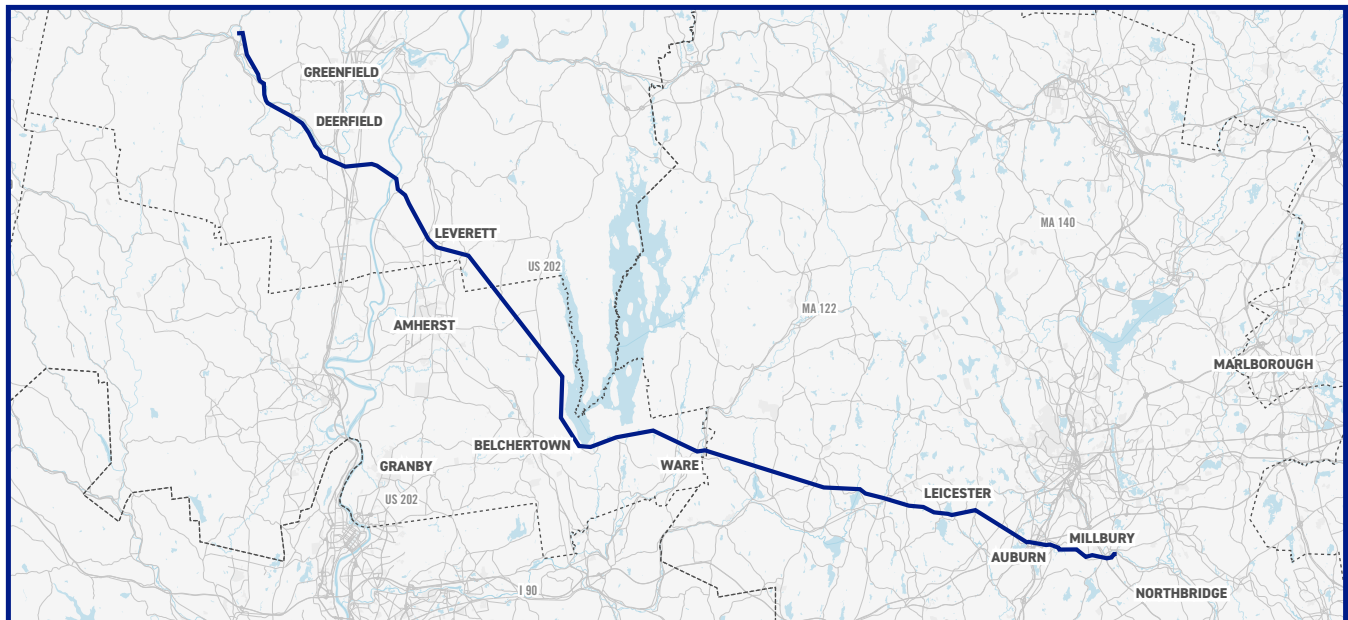 GREENFIELD
DEERFIELD
MA 140
LEVERETT
US 202
MA 122
AMHERST
MARLBOROUGH
BELCHERTOWN
GRANBY
WARE
US 202
LEICESTER
MILLBURY
AUBURN
I 90
NORTHBRIDGE